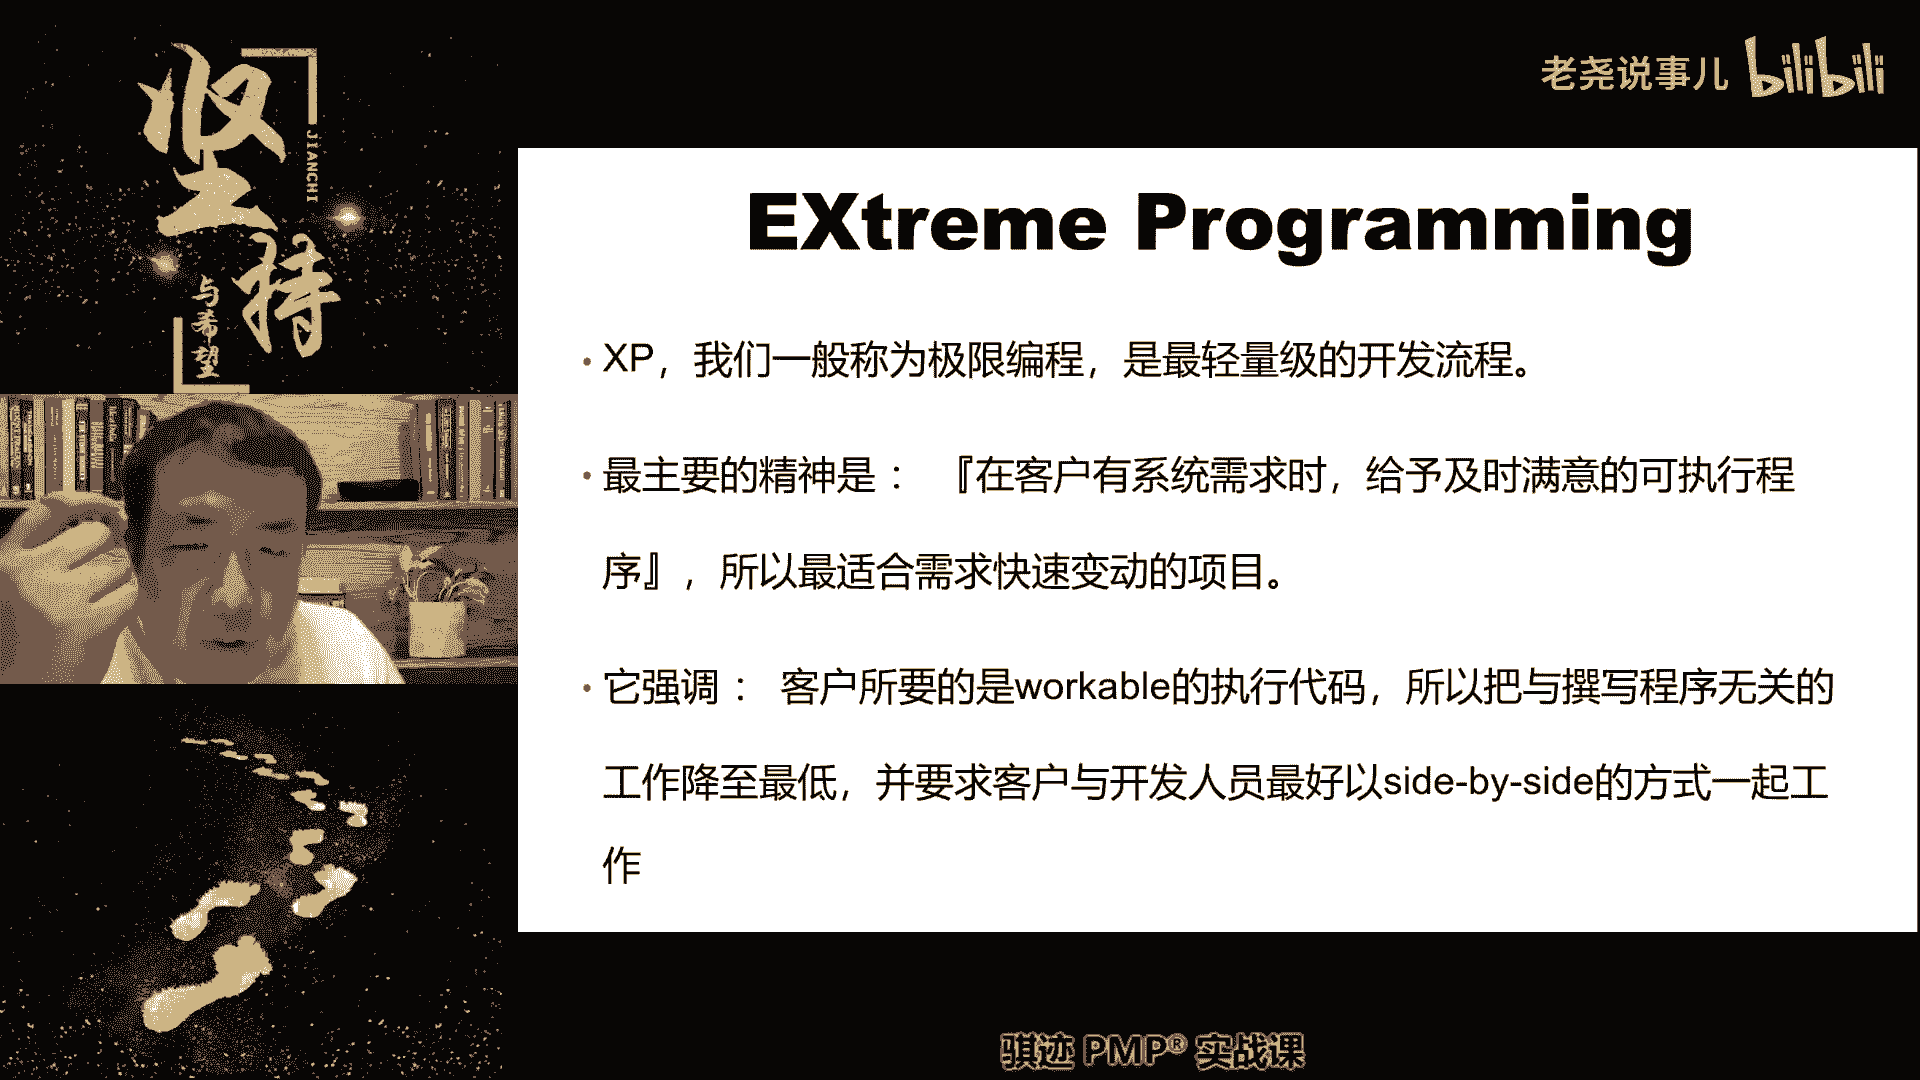 坚持
JIANCHI
与希望
老尧说事儿 bilibili
EXtreme Programming
• XP，我们一般称为极限编程，是最轻量级的开发流程。
• 最主要的精神是： 『在客户有系统需求时，给予及时满意的可执行程
序』，所以最适合需求快速变动的项目。
• 它强调： 客户所要的是workable的执行代码，所以把与撰写程序无关的
工作降至最低，并要求客户与开发人员最好以side-by-side的方式一起工
作
骐迹 PMP® 实战课